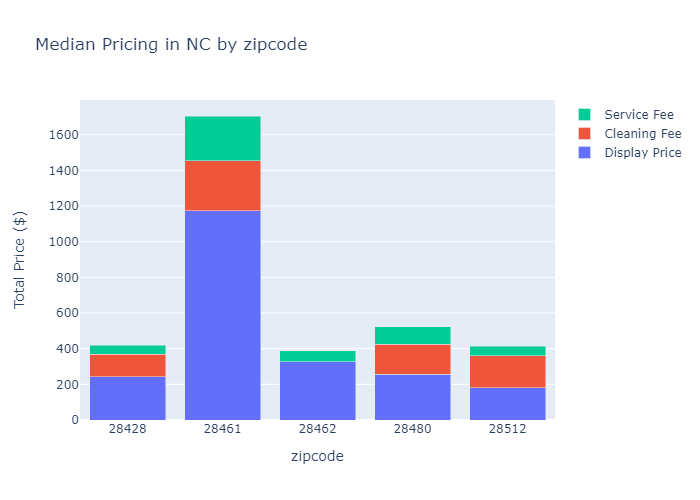 Median Pricing in NC by zipcode
Service Fee
Cleaning Fee
Display Price
Total Price ($)
1600
1400
1200
1000
800
600
400
200
0
28428
28461
28462
28480
28512
zipcode